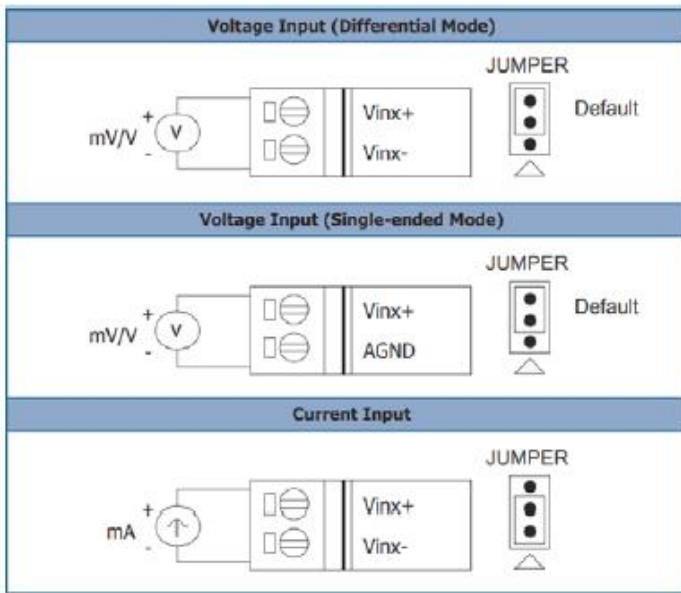 Voltage Input (Differential Mode)
JUMPER
+
mV/V
-
V
Vinx+
Vinx-
Default
Voltage Input (Single-ended Mode)
JUMPER
+
mV/V
-
V
Vinx+
AGND
Default
Current Input
JUMPER
+
mA
-
Vinx+
Vinx-